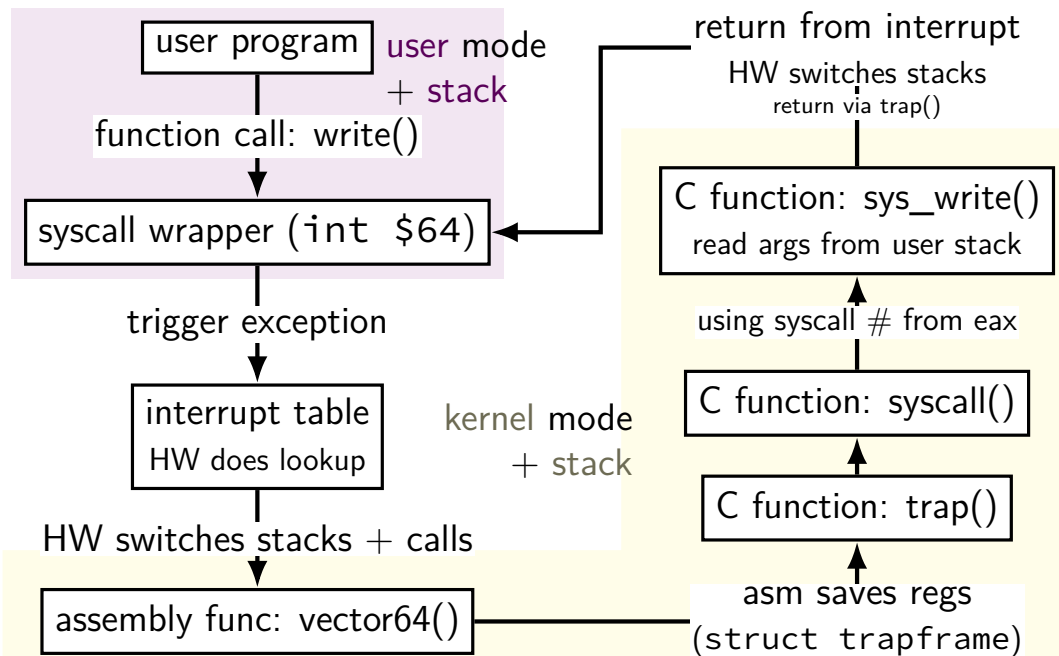 user program
user mode
+ stack
function call: write()
syscall wrapper (int $64)
trigger exception
interrupt table
HW does lookup
kernel mode
+ stack
HW switches stacks + calls
assembly func: vector64()
asm saves regs
(struct trapframe)
C function: trap()
C function: syscall()
using syscall # from eax
C function: sys_write()
read args from user stack
return from interrupt
HW switches stacks
return via trap()